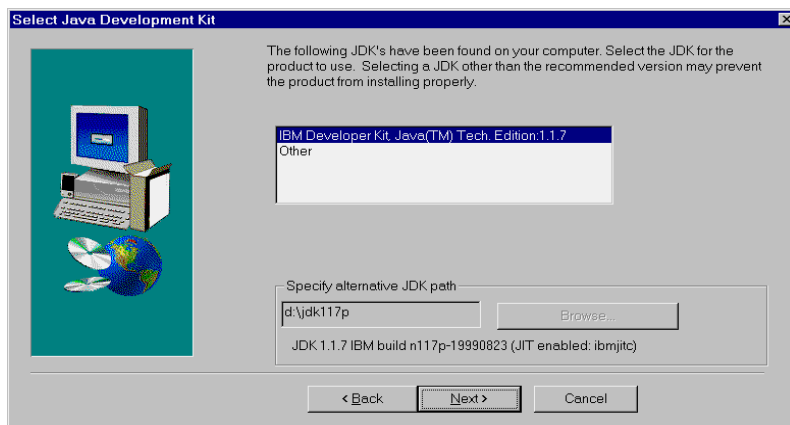 Select Java Development Kit
The following JDK's have been found on your computer. Select the JDK for the
product to use. Selecting a JDK other than the recommended version may prevent
the product from installing properly.
IBM Developer Kit, Java(TM) Tech. Edition:1.1.7
Other
Specify alternative JDK path
d:\jdk117p
Browse...
JDK 1.1.7 IBM build n117p-19990823 (JIT enabled: ibmjitc)
< Back
Next >
Cancel